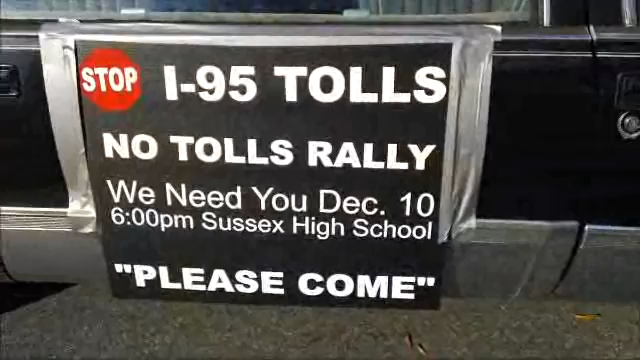 STOP I-95 TOLLS
NO TOLLS RALLY
We Need You Dec. 10
6:00pm Sussex High School
"PLEASE COME"